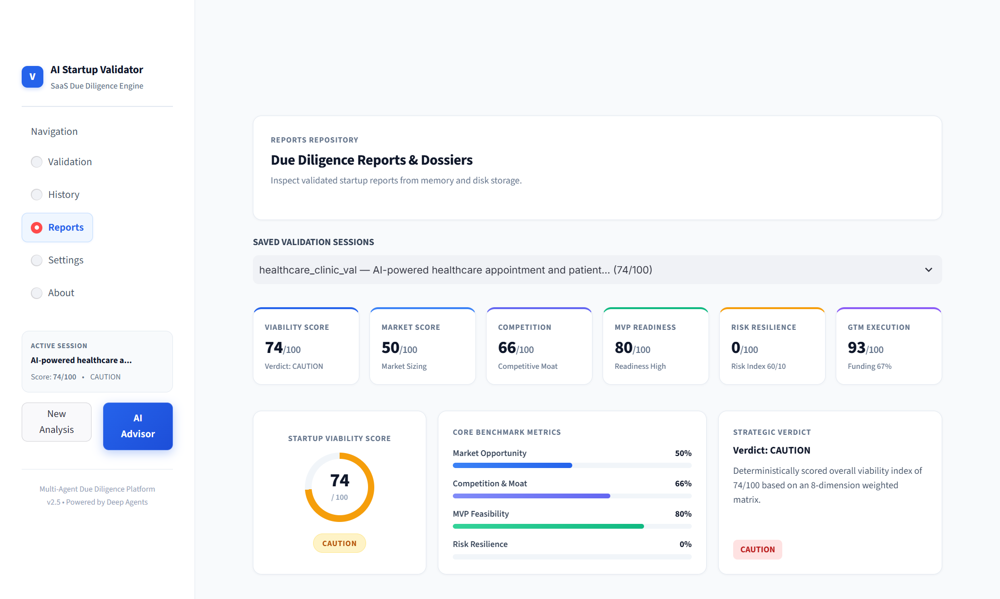 V
AI Startup Validator
SaaS Due Diligence Engine
Navigation
Validation
History
Reports
Settings
About
ACTIVE SESSION
AI-powered healthcare a...
Score: 74/100 • CAUTION
New
Analysis
AI
Advisor
Multi-Agent Due Diligence Platform
v2.5 • Powered by Deep Agents
REPORTS REPOSITORY
Due Diligence Reports & Dossiers
Inspect validated startup reports from memory and disk storage.
SAVED VALIDATION SESSIONS
healthcare_clinic_val — AI-powered healthcare appointment and patient... (74/100)
VIABILITY SCORE
74/100
Verdict: CAUTION
MARKET SCORE
50/100
Market Sizing
COMPETITION
66/100
Competitive Moat
MVP READINESS
80/100
Readiness High
RISK RESILIENCE
0/100
Risk Index 60/10
GTM EXECUTION
93/100
Funding 67%
STARTUP VIABILITY SCORE
74
/ 100
CAUTION
CORE BENCHMARK METRICS
Market Opportunity 50%
Competition & Moat 66%
MVP Feasibility 80%
Risk Resilience 0%
STRATEGIC VERDICT
Verdict: CAUTION
Deterministically scored overall viability index of
74/100 based on an 8-dimension weighted
matrix.
CAUTION